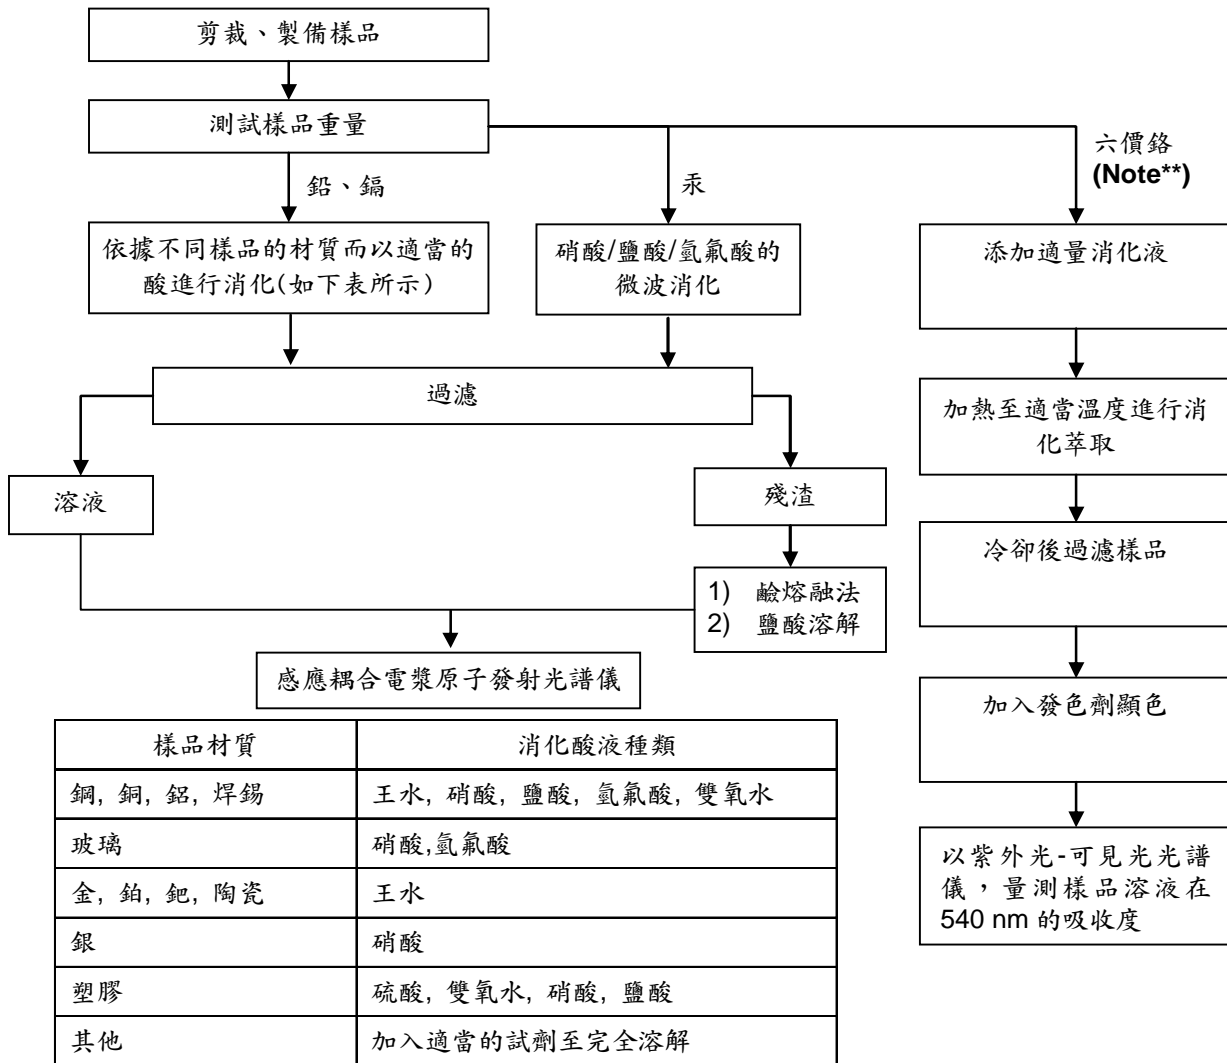 剪裁、製備樣品
測試樣品重量
鉛、鎘
汞
六價鉻
(Note**)
依據不同樣品的材質而以適當的
酸進行消化(如下表所示)
硝酸/鹽酸/氫氟酸的
微波消化
添加適量消化液
過濾
加熱至適當溫度進行消
化萃取
溶液
殘渣
冷卻後過濾樣品
1) 鹼熔融法
2) 鹽酸溶解
感應耦合電漿原子發射光譜儀
加入發色劑顯色
以紫外光-可見光光譜
儀，量測樣品溶液在
540 nm 的吸收度
樣品材質 消化酸液種類
鋼, 銅, 鋁, 焊錫 王水, 硝酸, 鹽酸, 氫氟酸, 雙氧水
玻璃 硝酸,氫氟酸
金, 鉑, 鈀, 陶瓷 王水
銀 硝酸
塑膠 硫酸, 雙氧水, 硝酸, 鹽酸
其他 加入適當的試劑至完全溶解